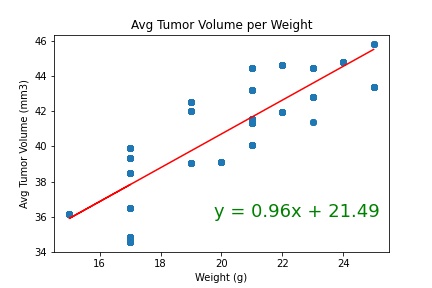 Avg Tumor Volume per Weight
46
44
42
40
38
36
34
Avg Tumor Volume (mm3)
y = 0.96x + 21.49
16 18 20 22 24
Weight (g)